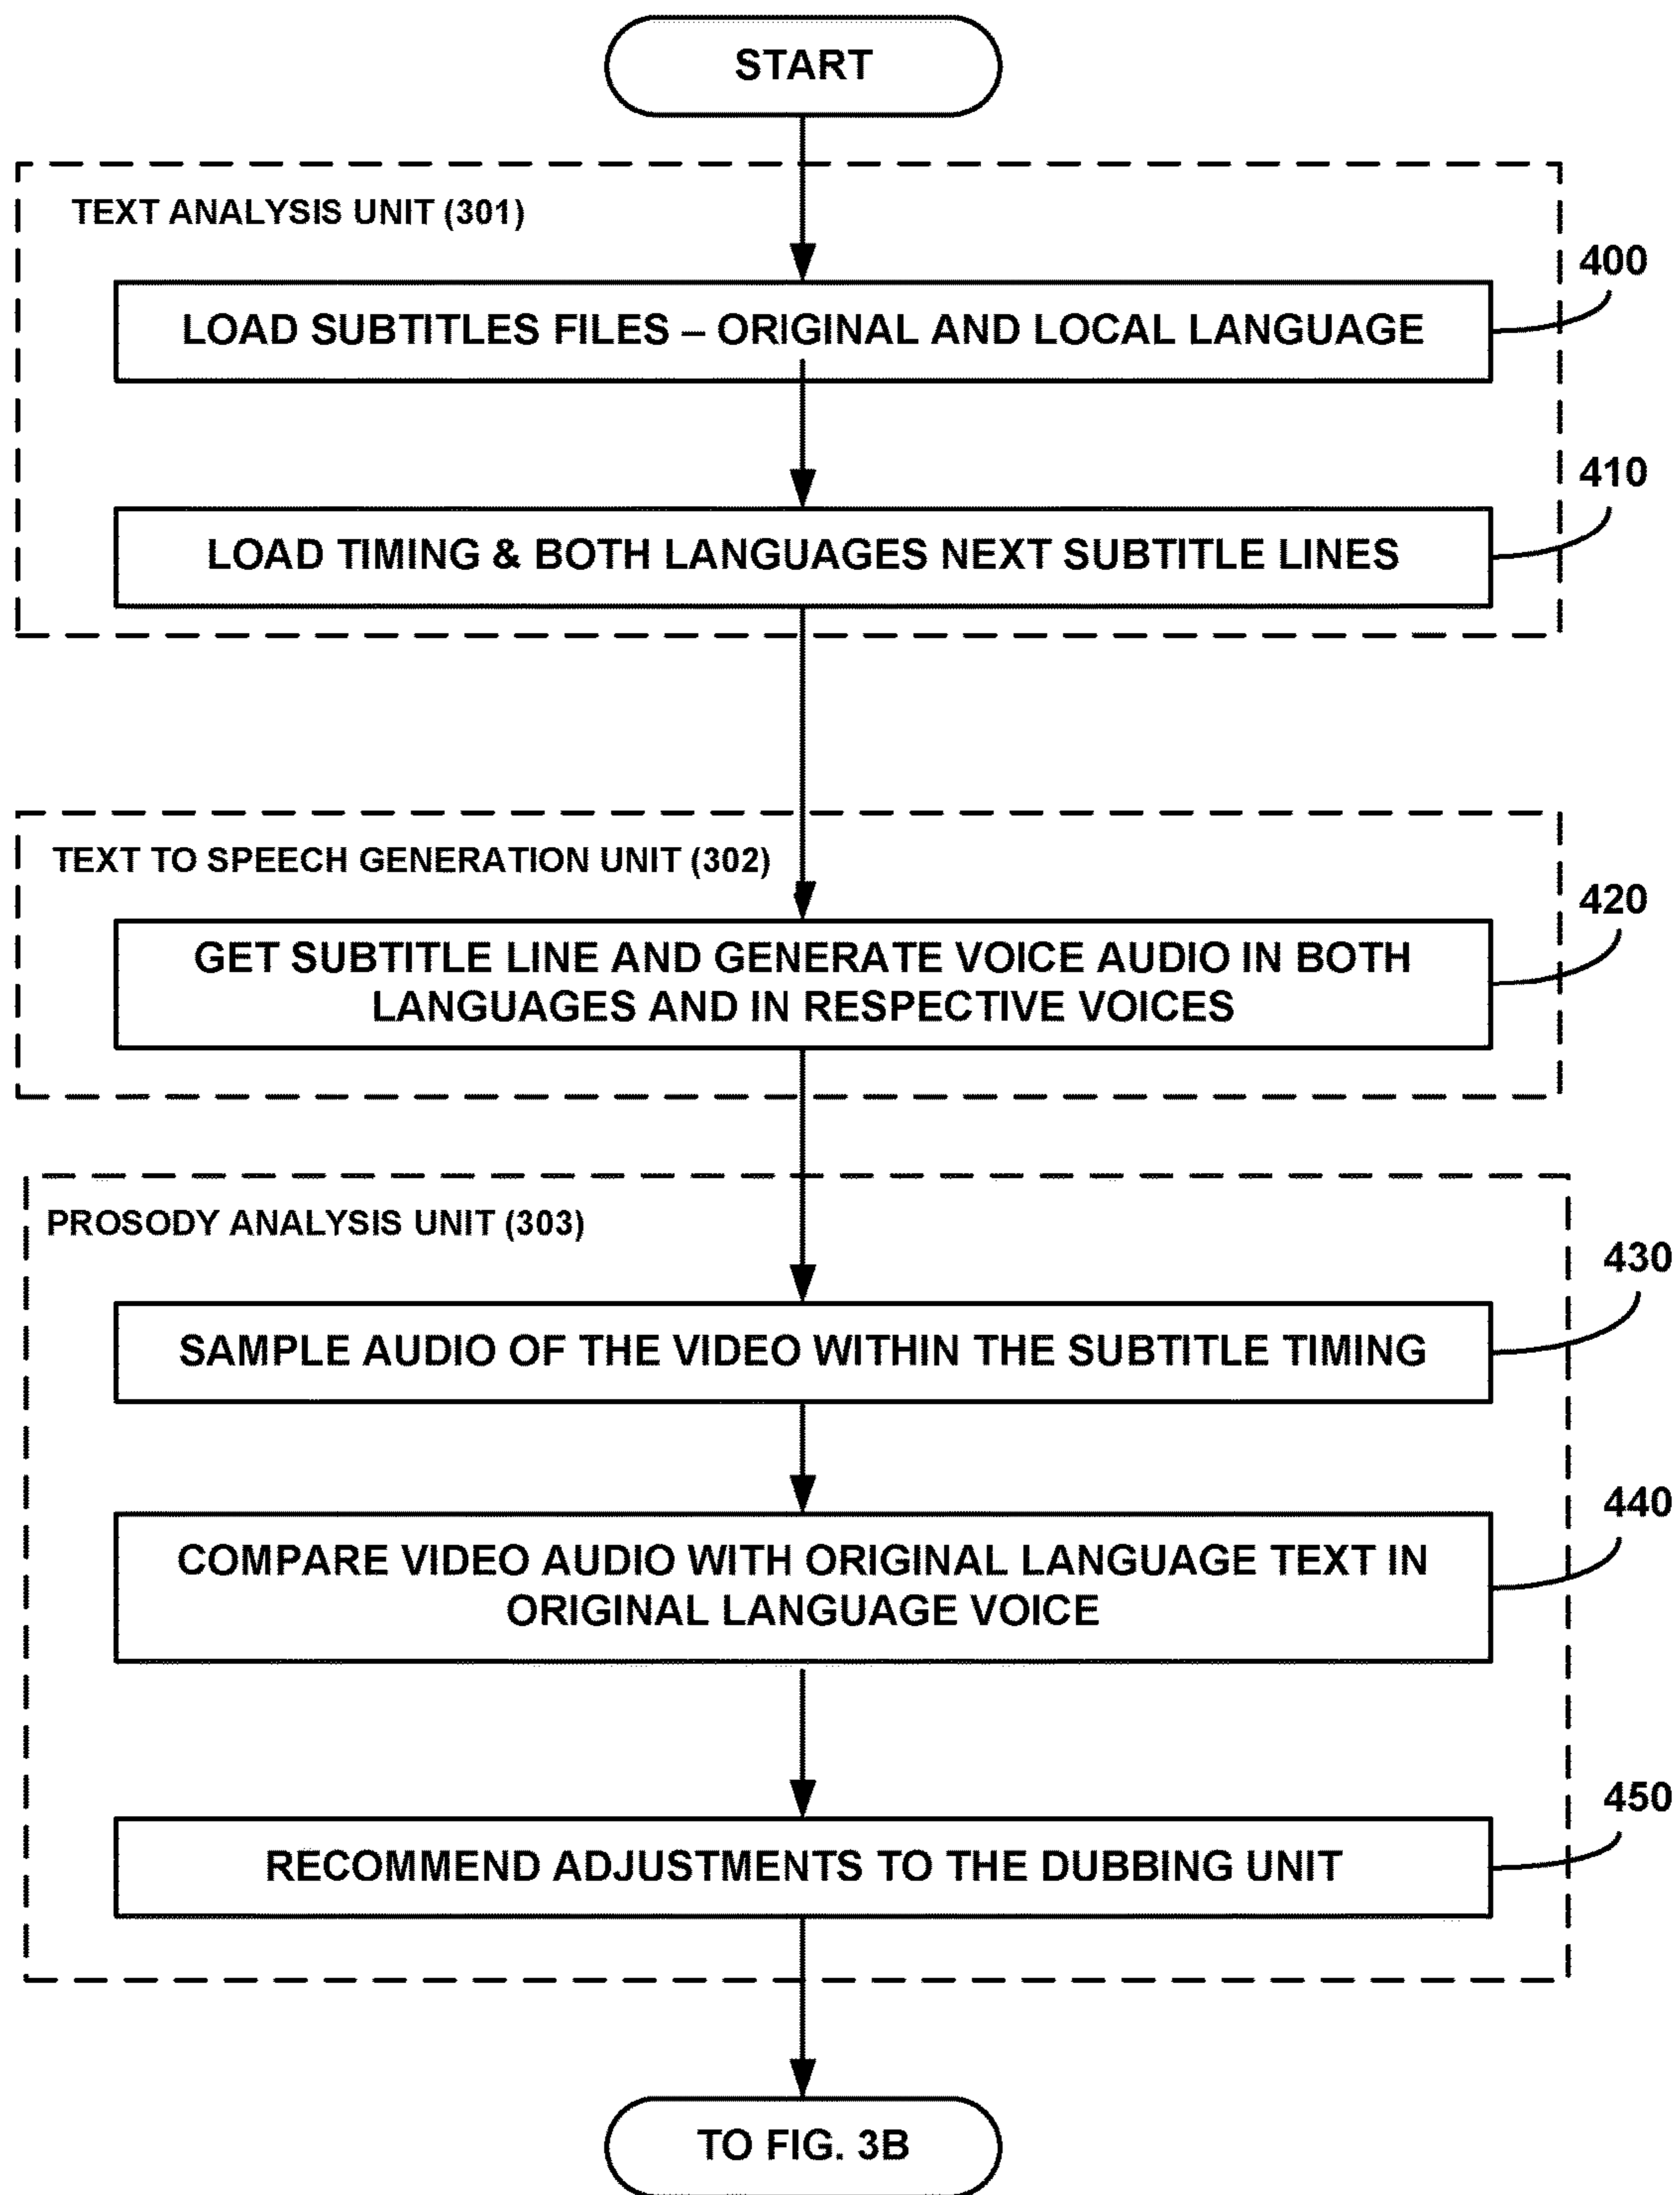 START
TEXT ANALYSIS UNIT (301)
400
LOAD SUBTITLES FILES – ORIGINAL AND LOCAL LANGUAGE
410
LOAD TIMING & BOTH LANGUAGES NEXT SUBTITLE LINES
TEXT TO SPEECH GENERATION UNIT (302)
420
GET SUBTITLE LINE AND GENERATE VOICE AUDIO IN BOTH
LANGUAGES AND IN RESPECTIVE VOICES
PROSODY ANALYSIS UNIT (303)
430
SAMPLE AUDIO OF THE VIDEO WITHIN THE SUBTITLE TIMING
440
COMPARE VIDEO AUDIO WITH ORIGINAL LANGUAGE TEXT IN
ORIGINAL LANGUAGE VOICE
450
RECOMMEND ADJUSTMENTS TO THE DUBBING UNIT
TO FIG. 3B